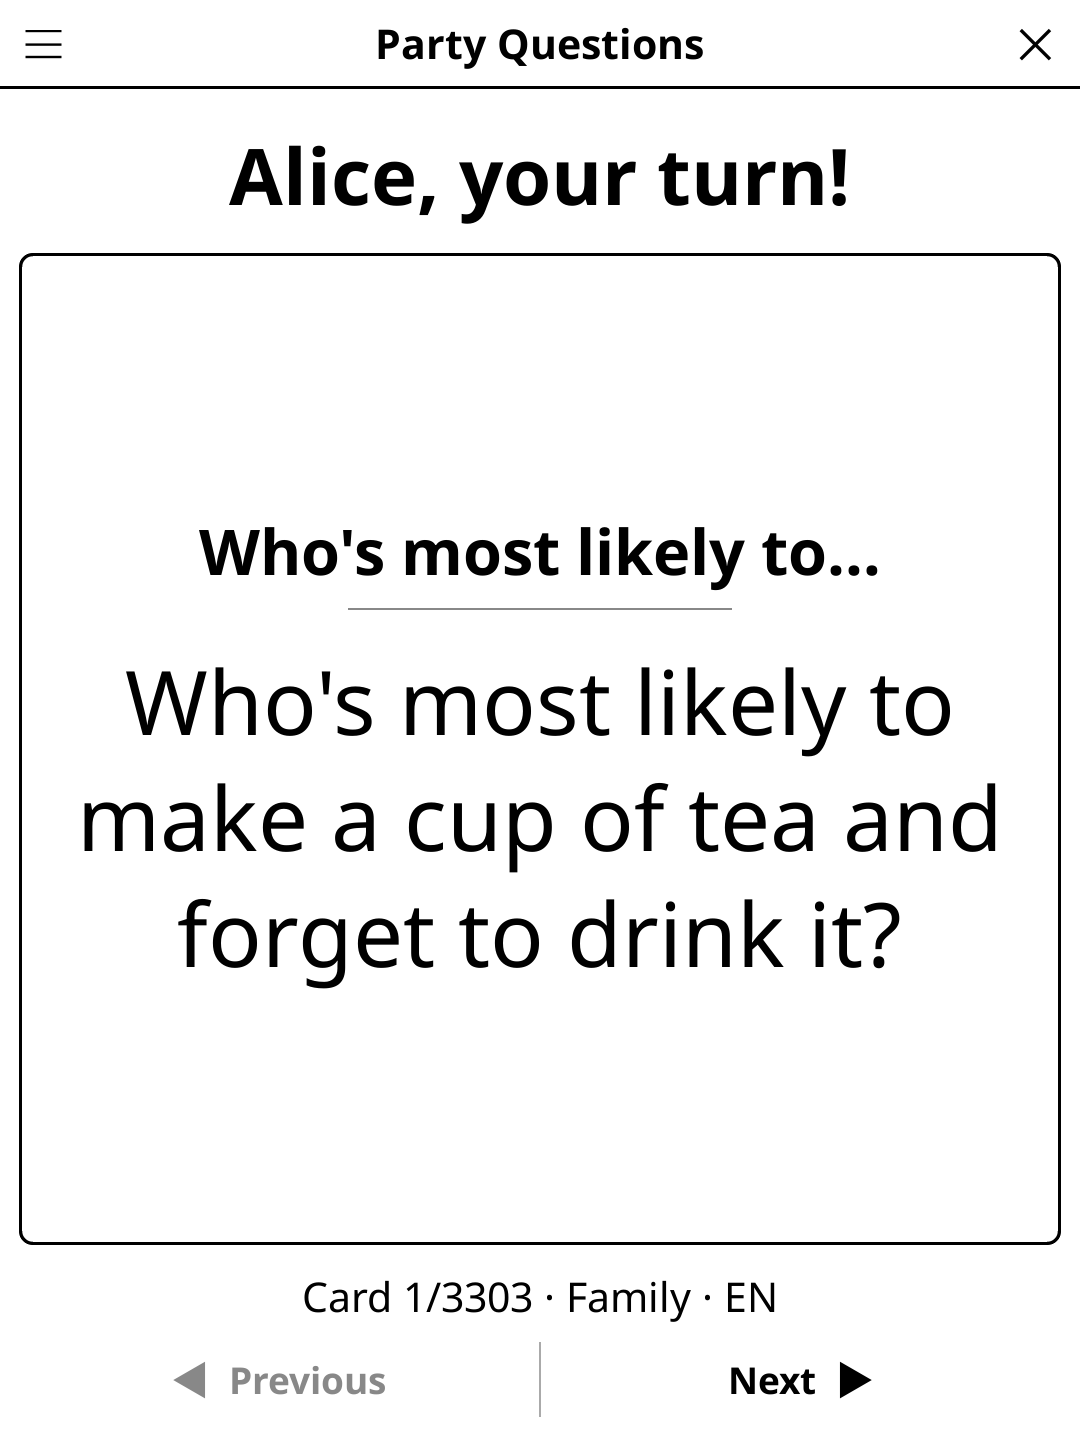 Party Questions
Alice, your turn!
Who's most likely to...
Who's most likely to
make a cup of tea and
forget to drink it?
Card 1/3303 · Family · EN
Previous
Next